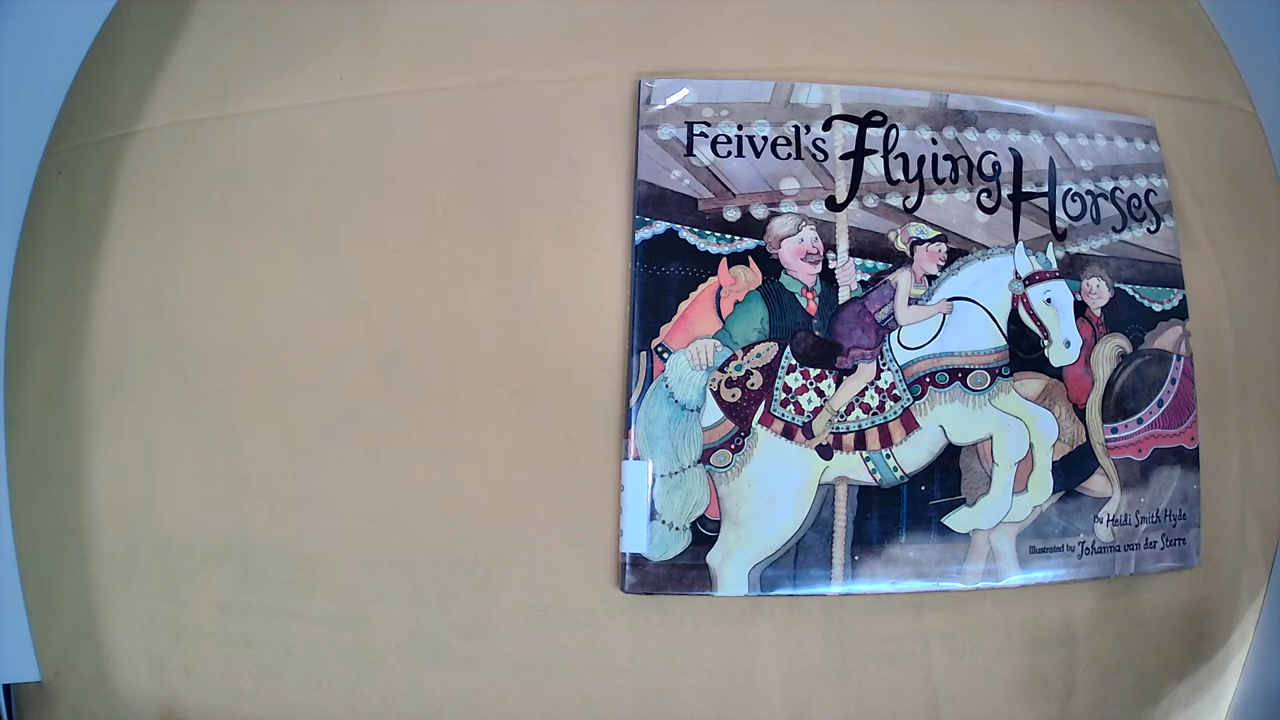 Feivel's Flying Horses
By Heidi Smith Hyde
Illustrated by Johanna van der Sterre